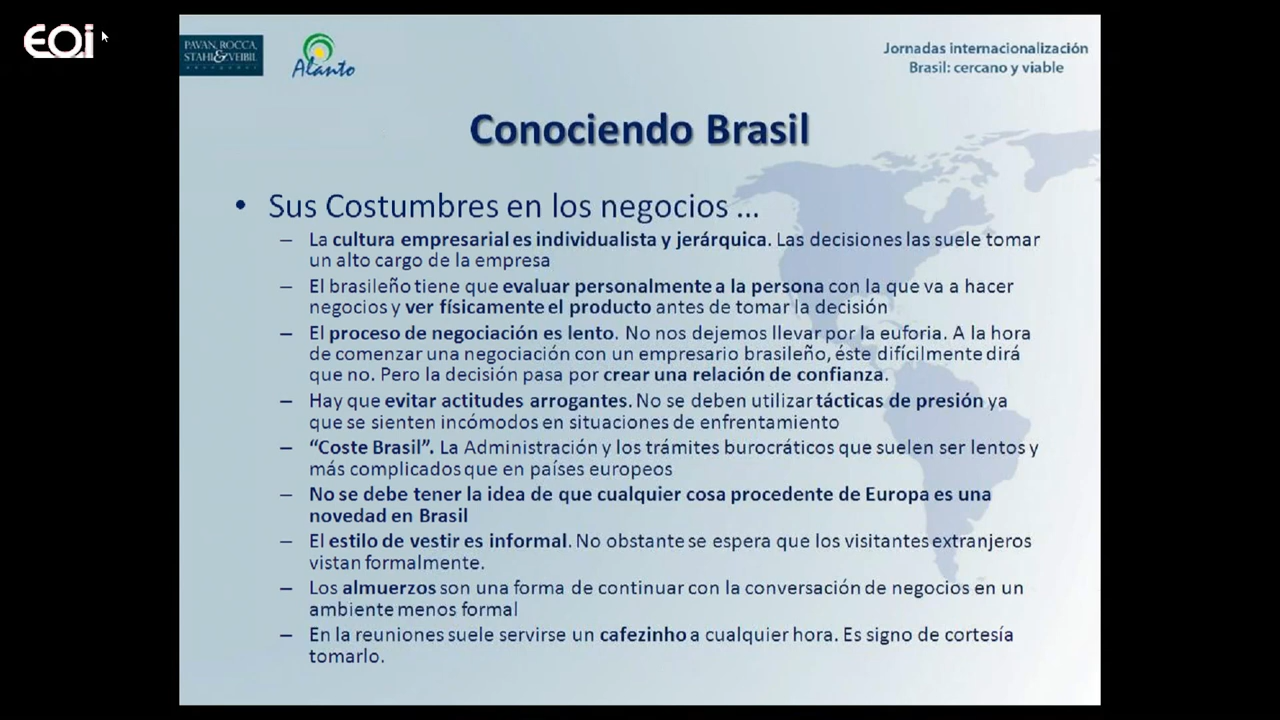 EOi
PAVAN, ROCCA,
STAHL & VEIBIL
Alanto
Jornadas internacionalización
Brasil: cercano y viable
Conociendo Brasil
• Sus Costumbres en los negocios ...
– La cultura empresarial es individualista y jerárquica. Las decisiones las suele tomar
un alto cargo de la empresa
– El brasileño tiene que evaluar personalmente a la persona con la que va a hacer
negocios y ver físicamente el producto antes de tomar la decisión
– El proceso de negociación es lento. No nos dejemos llevar por la euforia. A la hora
de comenzar una negociación con un empresario brasileño, éste difícilmente dirá
que no. Pero la decisión pasa por crear una relación de confianza.
– Hay que evitar actitudes arrogantes. No se deben utilizar tácticas de presión ya
que se sienten incómodos en situaciones de enfrentamiento
– “Coste Brasil”. La Administración y los trámites burocráticos que suelen ser lentos y
más complicados que en países europeos
– No se debe tener la idea de que cualquier cosa procedente de Europa es una
novedad en Brasil
– El estilo de vestir es informal. No obstante se espera que los visitantes extranjeros
vistan formalmente.
– Los almuerzos son una forma de continuar con la conversación de negocios en un
ambiente menos formal
– En la reuniones suele servirse un cafezinho a cualquier hora. Es signo de cortesía
tomarlo.